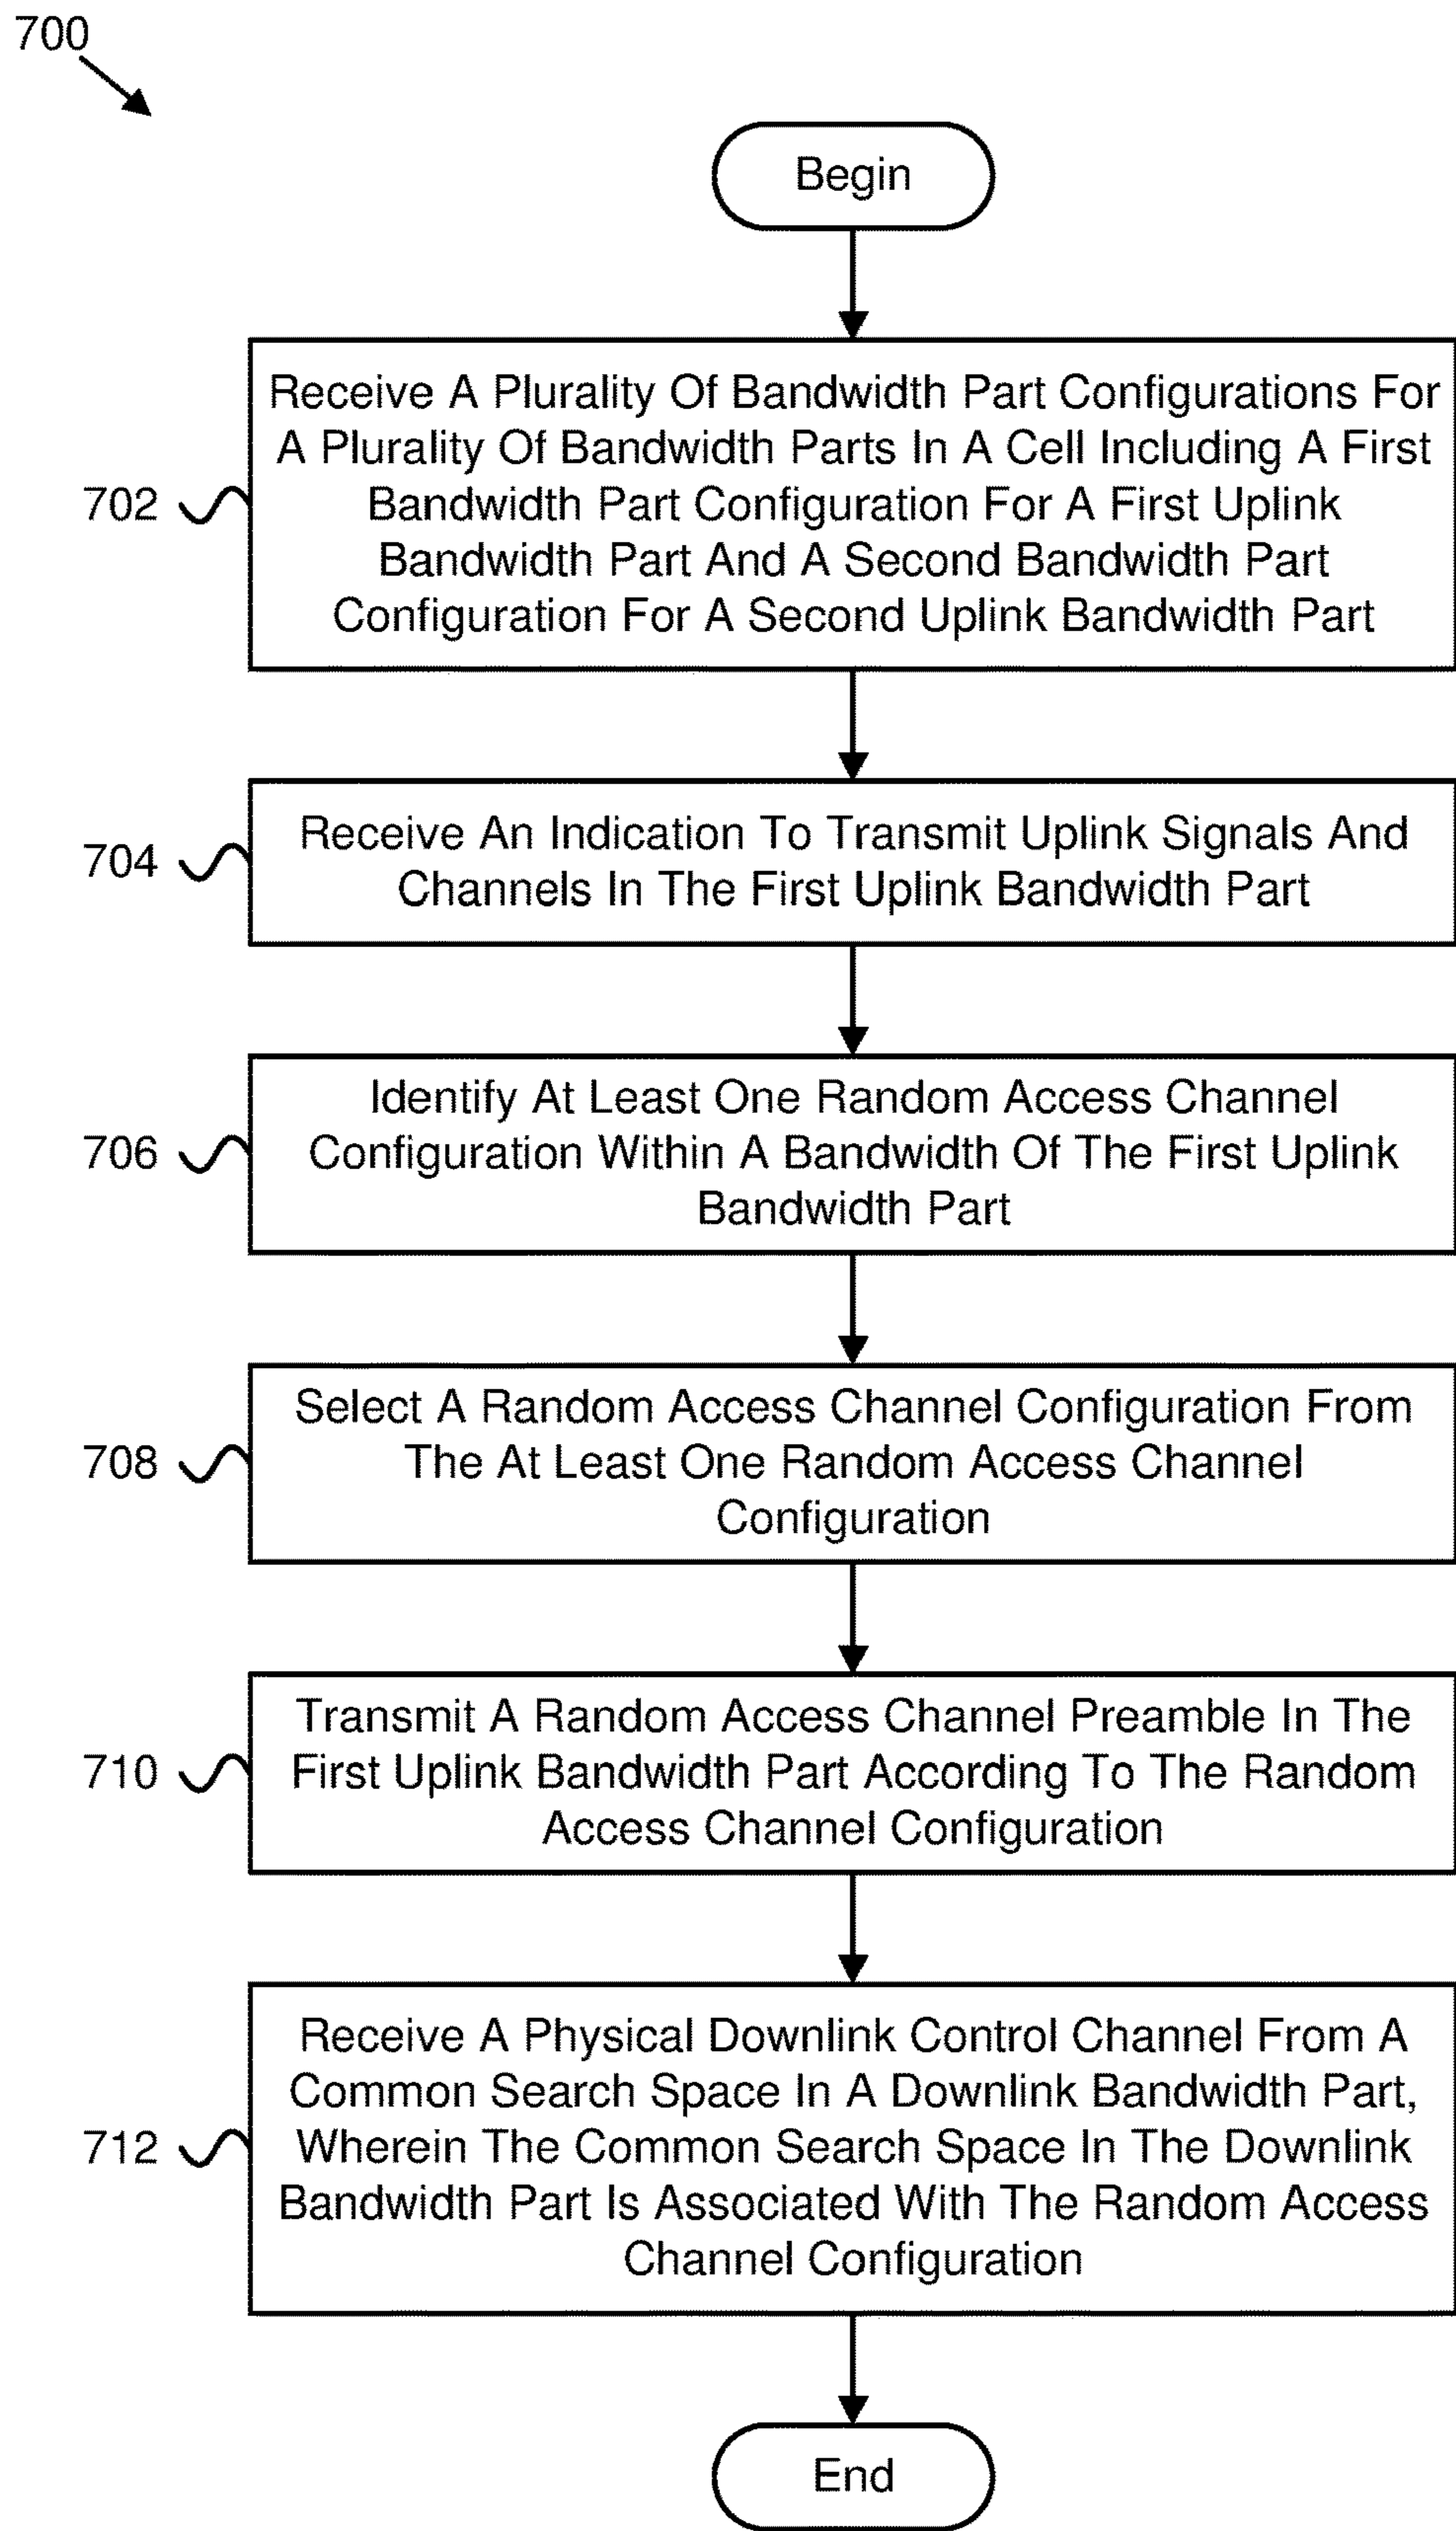 700
Begin
702
Receive A Plurality Of Bandwidth Part Configurations For
A Plurality Of Bandwidth Parts In A Cell Including A First
Bandwidth Part Configuration For A First Uplink
Bandwidth Part And A Second Bandwidth Part
Configuration For A Second Uplink Bandwidth Part
704
Receive An Indication To Transmit Uplink Signals And
Channels In The First Uplink Bandwidth Part
706
Identify At Least One Random Access Channel
Configuration Within A Bandwidth Of The First Uplink
Bandwidth Part
708
Select A Random Access Channel Configuration From
The At Least One Random Access Channel
Configuration
710
Transmit A Random Access Channel Preamble In The
First Uplink Bandwidth Part According To The Random
Access Channel Configuration
712
Receive A Physical Downlink Control Channel From A
Common Search Space In A Downlink Bandwidth Part,
Wherein The Common Search Space In The Downlink
Bandwidth Part Is Associated With The Random Access
Channel Configuration
End